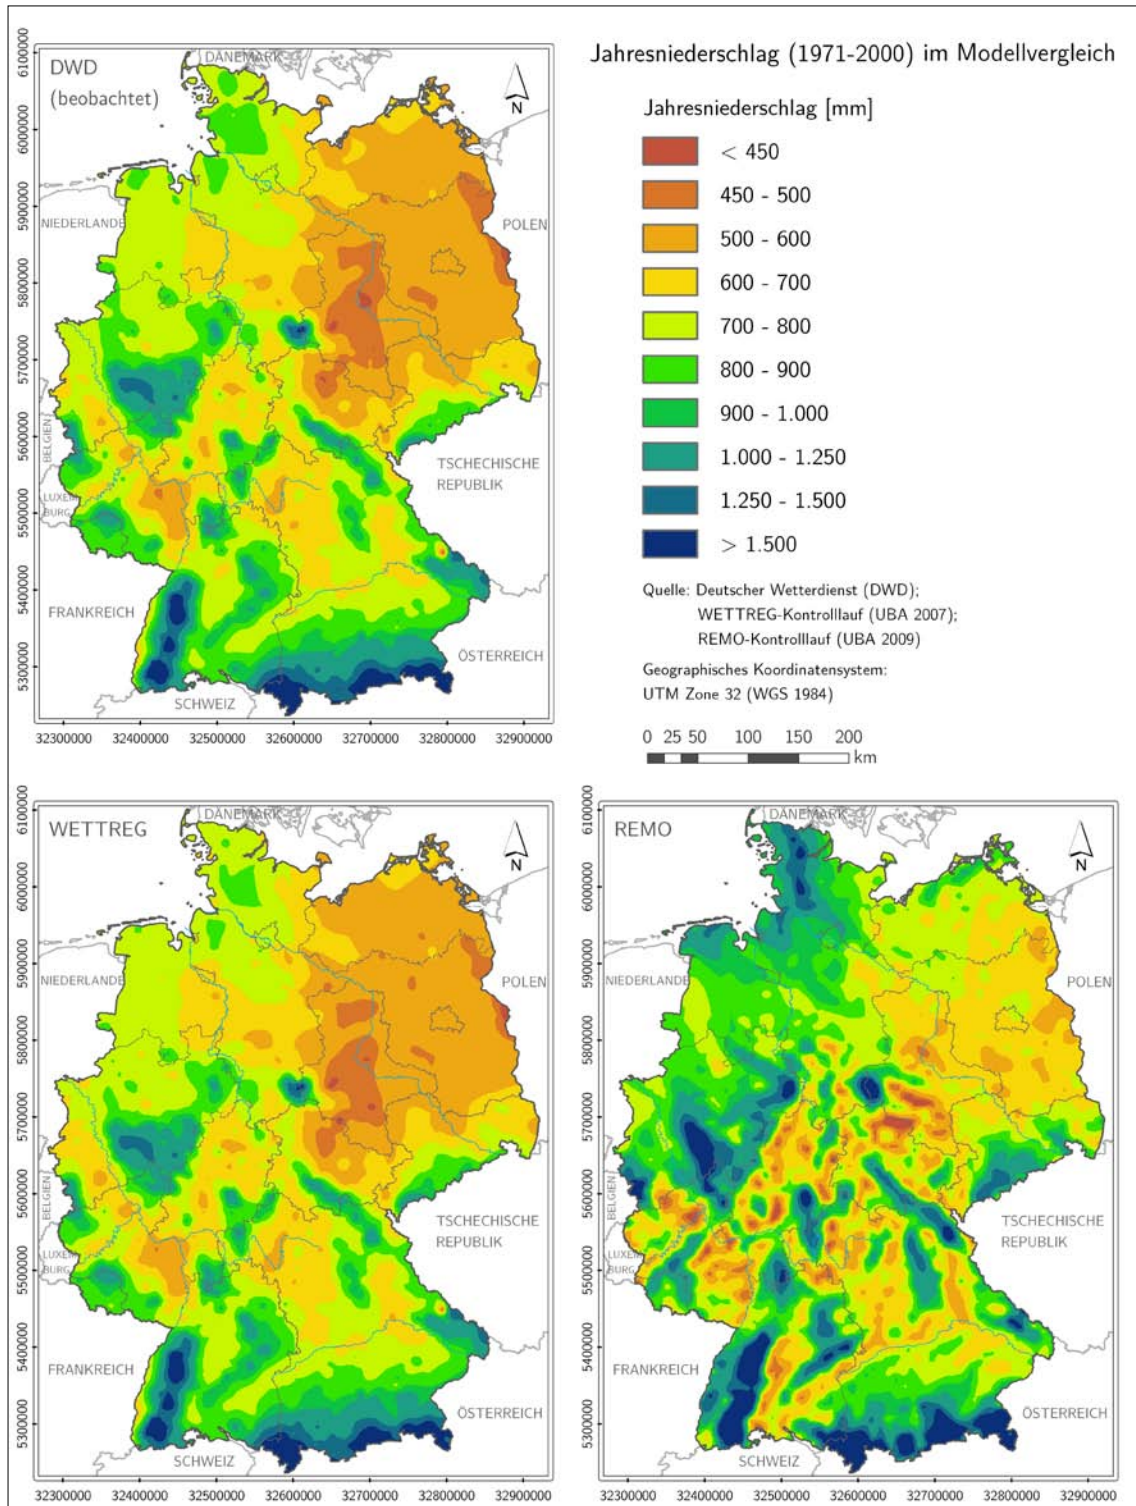 Jahresniederschlag (1971-2000) im Modellvergleich
DWD
(beobachtet)
DÄNEMARK
N
NIEDERLANDE
POLEN
BELGIEN
LUXEM
BURG
TSCHECHISCHE
REPUBLIK
FRANKREICH
ÖSTERREICH
SCHWEIZ
6100000
6000000
5900000
5800000
5700000
5600000
5500000
5400000
5300000
32300000 32400000 32500000 32600000 32700000 32800000 32900000
Jahresniederschlag [mm]
< 450
450 - 500
500 - 600
600 - 700
700 - 800
800 - 900
900 - 1.000
1.000 - 1.250
1.250 - 1.500
> 1.500
Quelle: Deutscher Wetterdienst (DWD);
WETTREG-Kontrolllauf (UBA 2007);
REMO-Kontrolllauf (UBA 2009)
Geographisches Koordinatensystem:
UTM Zone 32 (WGS 1984)
0 25 50 100 150 200
km
WETTREG
DÄNEMARK
N
NIEDERLANDE
POLEN
BELGIEN
LUXEM
BURG
TSCHECHISCHE
REPUBLIK
FRANKREICH
ÖSTERREICH
SCHWEIZ
6100000
6000000
5900000
5800000
5700000
5600000
5500000
5400000
5300000
32300000 32400000 32500000 32600000 32700000 32800000 32900000
REMO
DÄNEMARK
N
NIEDERLANDE
POLEN
BELGIEN
LUXEM
BURG
TSCHECHISCHE
REPUBLIK
FRANKREICH
ÖSTERREICH
SCHWEIZ
6100000
6000000
5900000
5800000
5700000
5600000
5500000
5400000
5300000
32300000 32400000 32500000 32600000 32700000 32800000 32900000